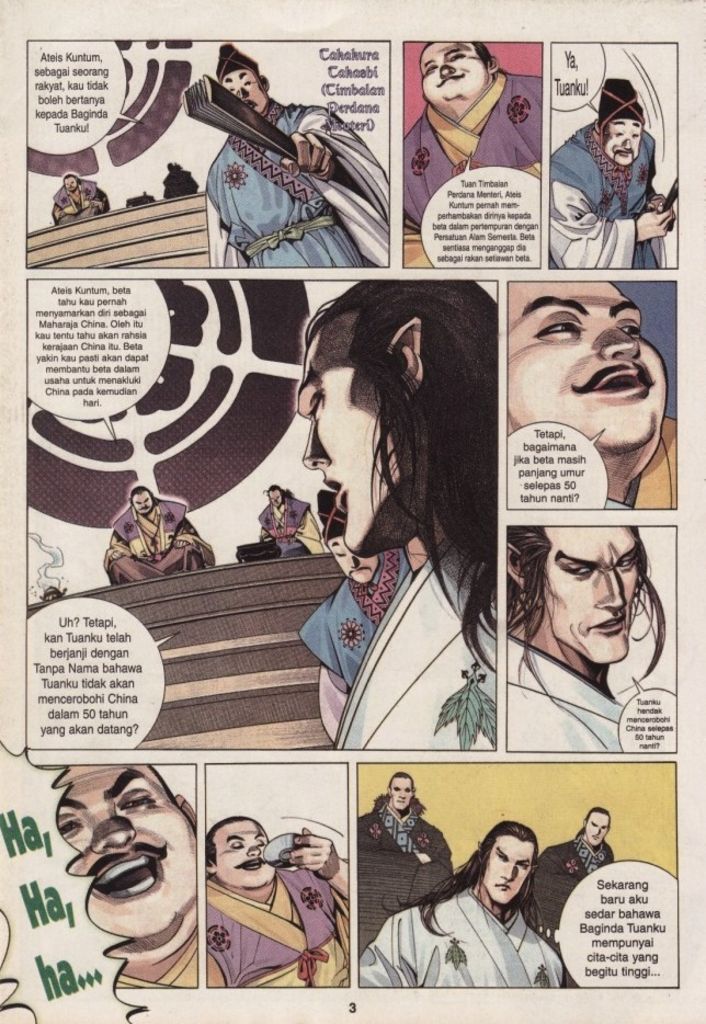 Ateis Kuntum,
sebagai seorang
rakyat, kau tidak
boleh bertanya
kepada Baginda
Tuanku!
Takakura
Takashi
(Timbalan
Perdana
Menteri)
Tuan Timbalan
Perdana Menteri, Ateis
Kuntum pernah mem-
perhambakan dirinya kepada
beta dalam pertempuran dengan
Persatuan Alam Semesta. Beta
sentiasa menganggap dia
sebagai rakan setiawan beta.
Ya,
Tuanku!
Ateis Kuntum, beta
tahu kau pernah
menyamarkan diri sebagai
Maharaja China. Oleh itu
kau tentu tahu akan rahsia
kerajaan China itu. Beta
yakin kau pasti akan dapat
membantu beta dalam
usaha untuk menakluki
China pada kemudian
hari.
Uh? Tetapi,
kan Tuanku telah
berjanji dengan
Tanpa Nama bahawa
Tuanku tidak akan
mencerobohi China
dalam 50 tahun
yang akan datang?
Tetapi,
bagaimana
jika beta masih
panjang umur
selepas 50
tahun nanti?
Tuanku
hendak
mencerobohi
China selepas
50 tahun
nanti?
Ha,
Ha,
ha...
Sekarang
baru aku
sedar bahawa
Baginda Tuanku
mempunyai
cita-cita yang
begitu tinggi...
3